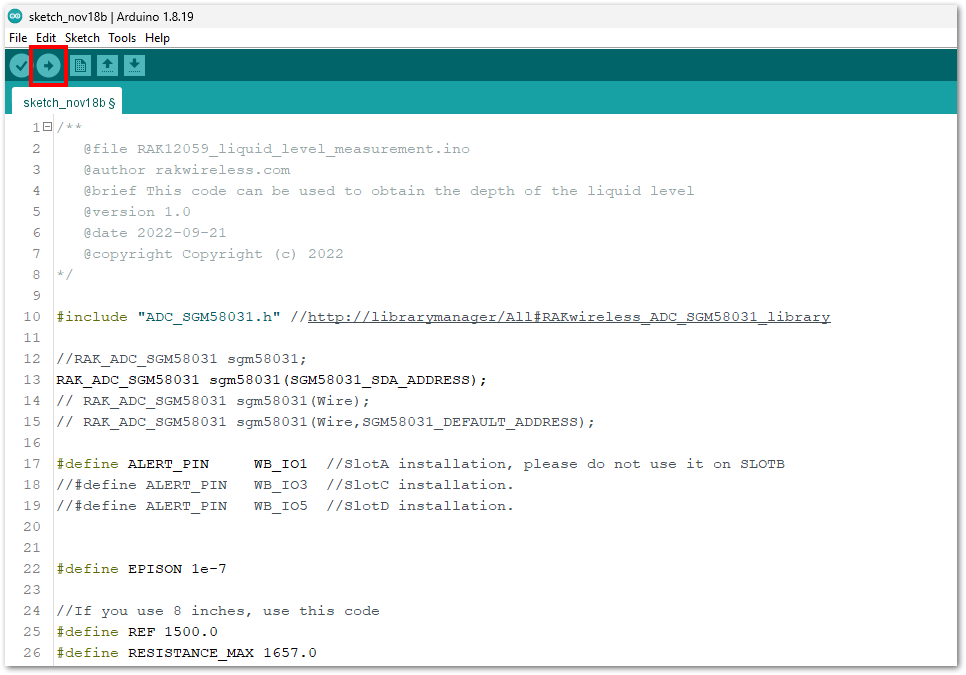 sketch_nov18b | Arduino 1.8.19
File Edit Sketch Tools Help
sketch_nov18b §
1 /**
2 @file RAK12059_liquid_level_measurement.ino
3 @author rakwireless.com
4 @brief This code can be used to obtain the depth of the liquid level
5 @version 1.0
6 @date 2022-09-21
7 @copyright Copyright (c) 2022
8 */
9
10 #include "ADC_SGM58031.h" //http://librarymanager/All#RAKwireless_ADC_SGM58031_library
11
12 //RAK_ADC_SGM58031 sgm58031;
13 RAK_ADC_SGM58031 sgm58031(SGM58031_SDA_ADDRESS);
14 // RAK_ADC_SGM58031 sgm58031(Wire);
15 // RAK_ADC_SGM58031 sgm58031(Wire,SGM58031_DEFAULT_ADDRESS);
16
17 #define ALERT_PIN WB_IO1 //SlotA installation, please do not use it on SLOTB
18 //#define ALERT_PIN WB_IO3 //SlotC installation.
19 //#define ALERT_PIN WB_IO5 //SlotD installation.
20
21
22 #define EPISON 1e-7
23
24 //If you use 8 inches, use this code
25 #define REF 1500.0
26 #define RESISTANCE_MAX 1657.0